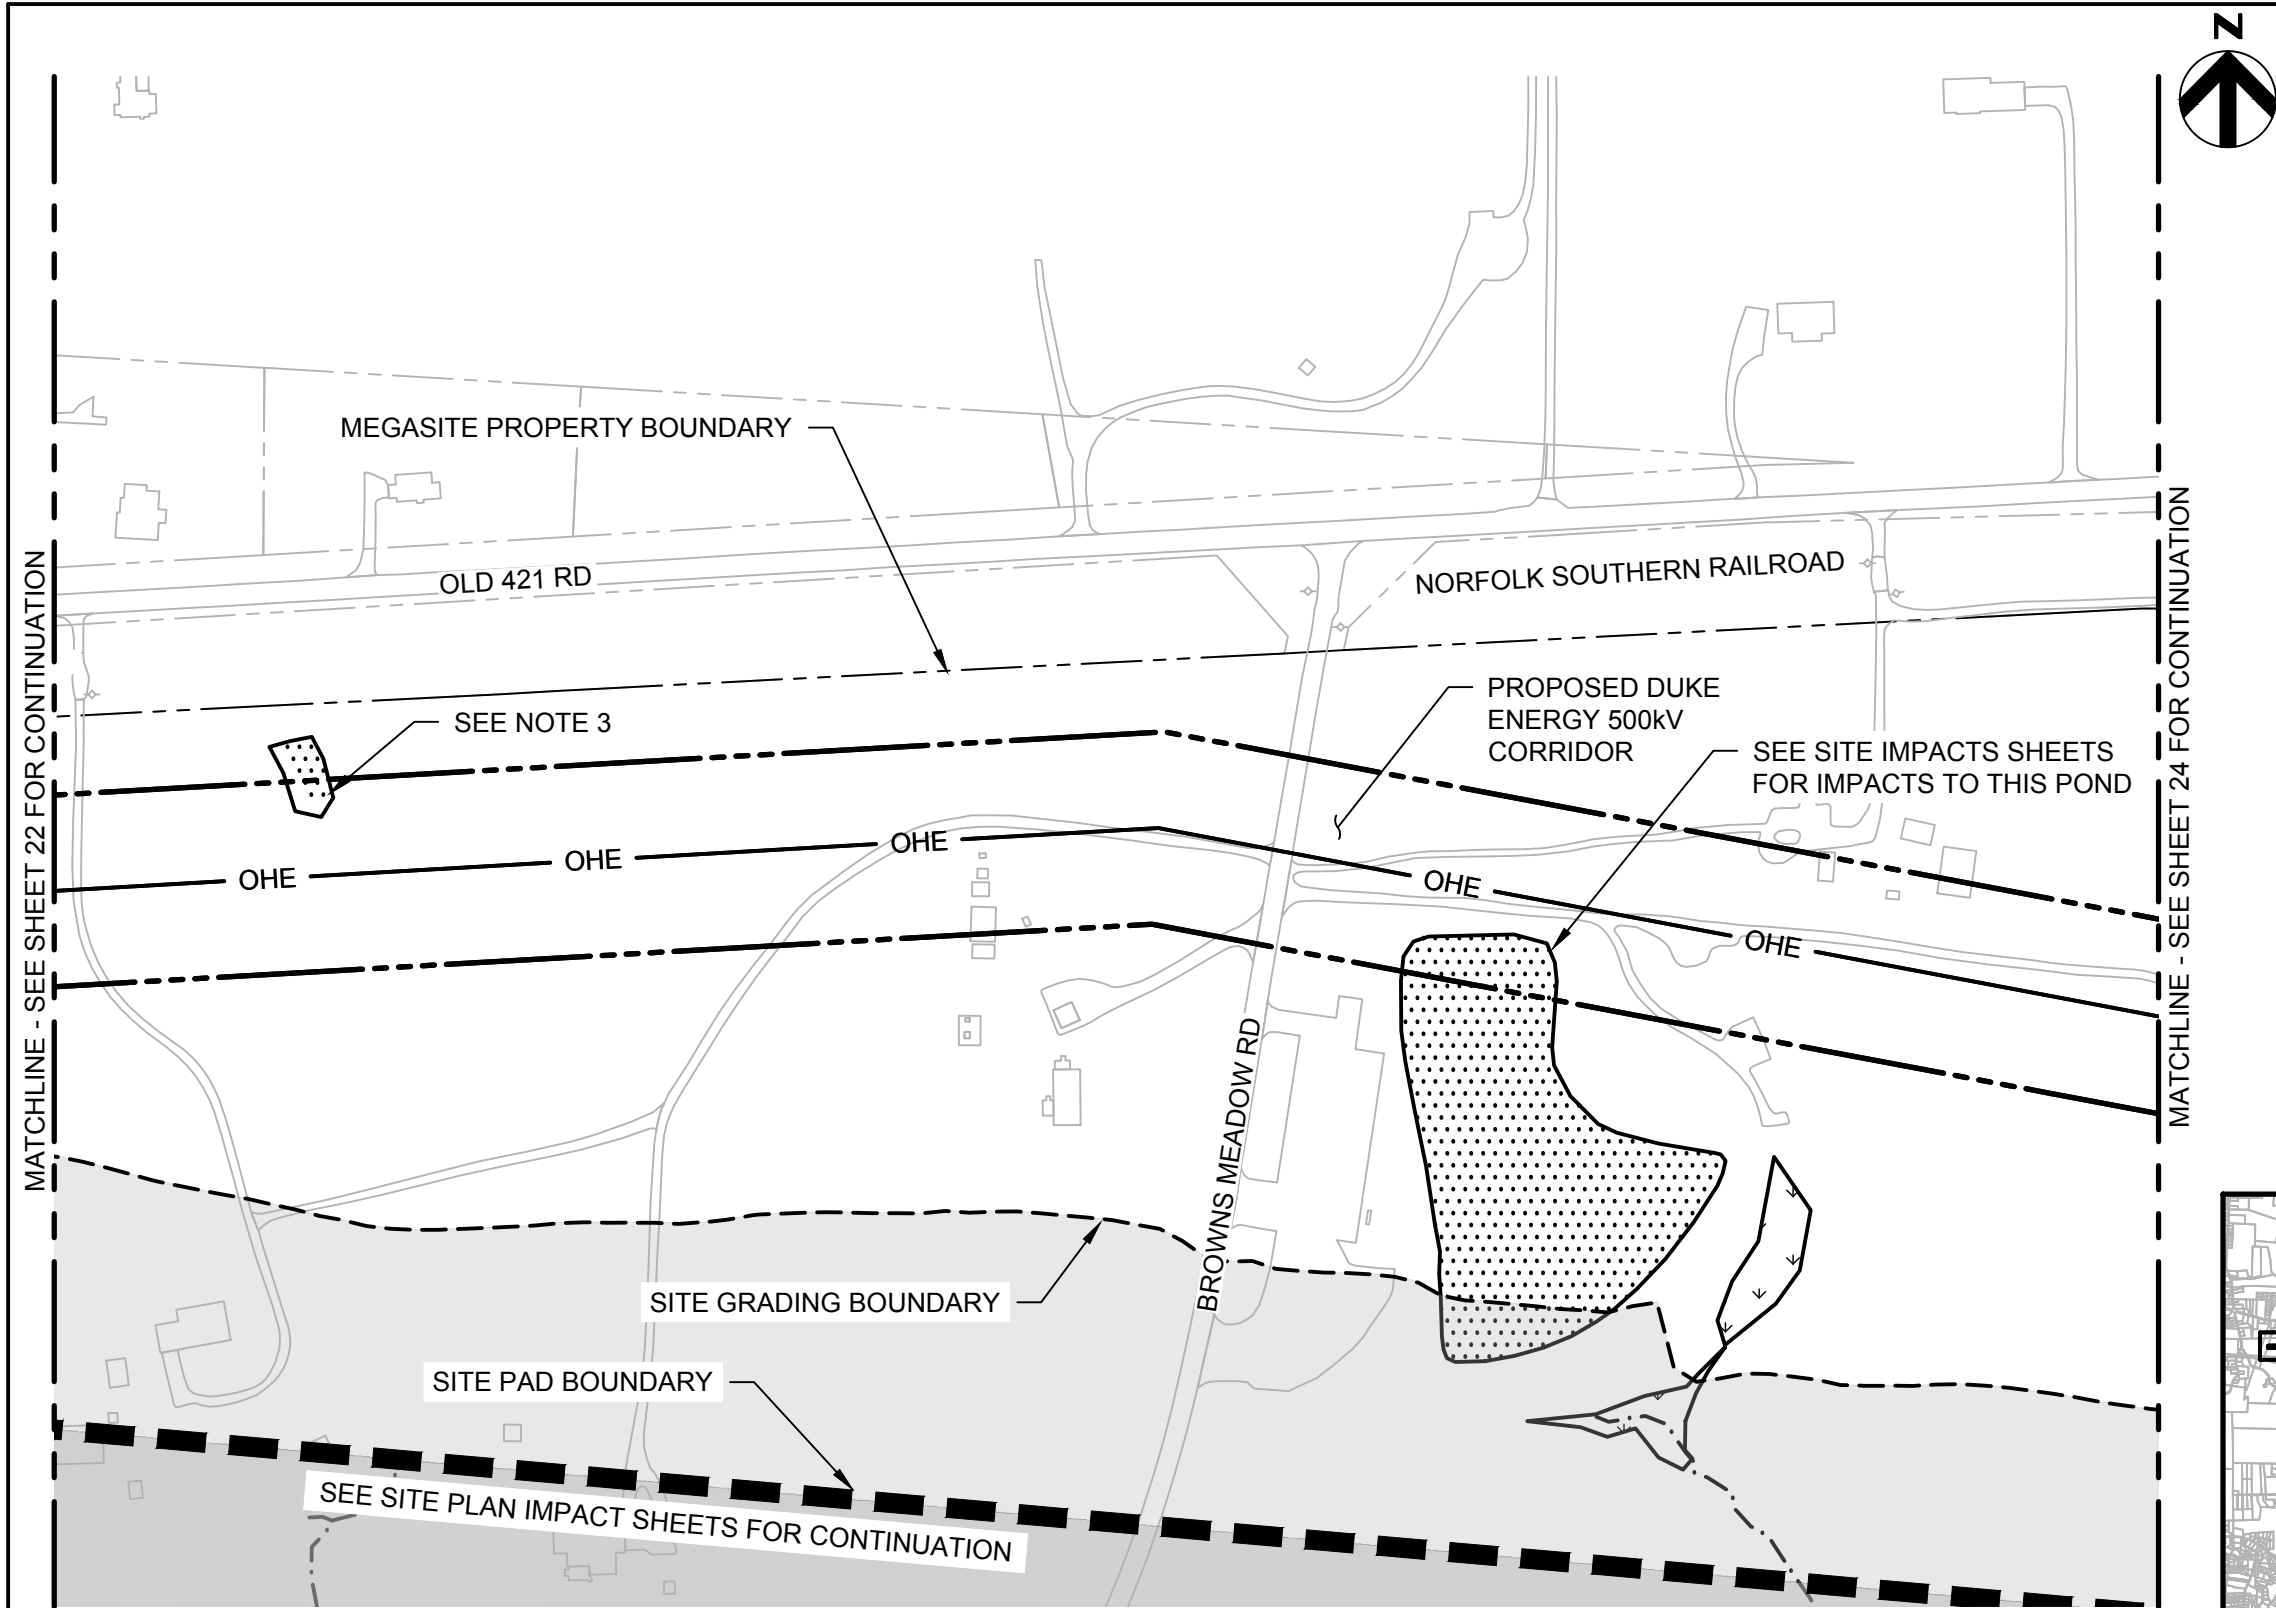 N
MEGASITE PROPERTY BOUNDARY
OLD 421 RD
NORFOLK SOUTHERN RAILROAD
MATCHLINE - SEE SHEET 22 FOR CONTINUATION
MATCHLINE - SEE SHEET 24 FOR CONTINUATION
SEE NOTE 3
PROPOSED DUKE
ENERGY 500kV
CORRIDOR
SEE SITE IMPACTS SHEETS
FOR IMPACTS TO THIS POND
OHE
OHE
OHE
OHE
OHE
BROWNS MEADOW RD
SITE GRADING BOUNDARY
SITE PAD BOUNDARY
SEE SITE PLAN IMPACT SHEETS FOR CONTINUATION